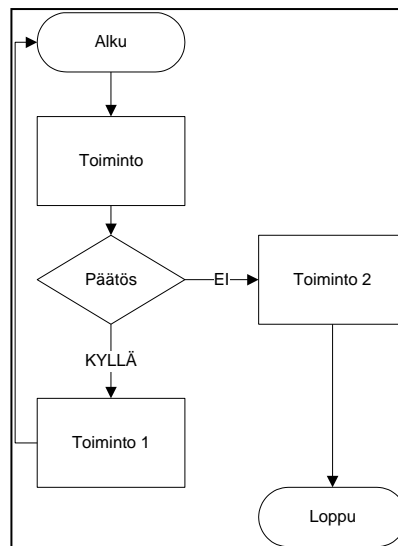 Alku
Toiminto
Päätös
EI
Toiminto 2
KYLLÄ
Toiminto 1
Loppu